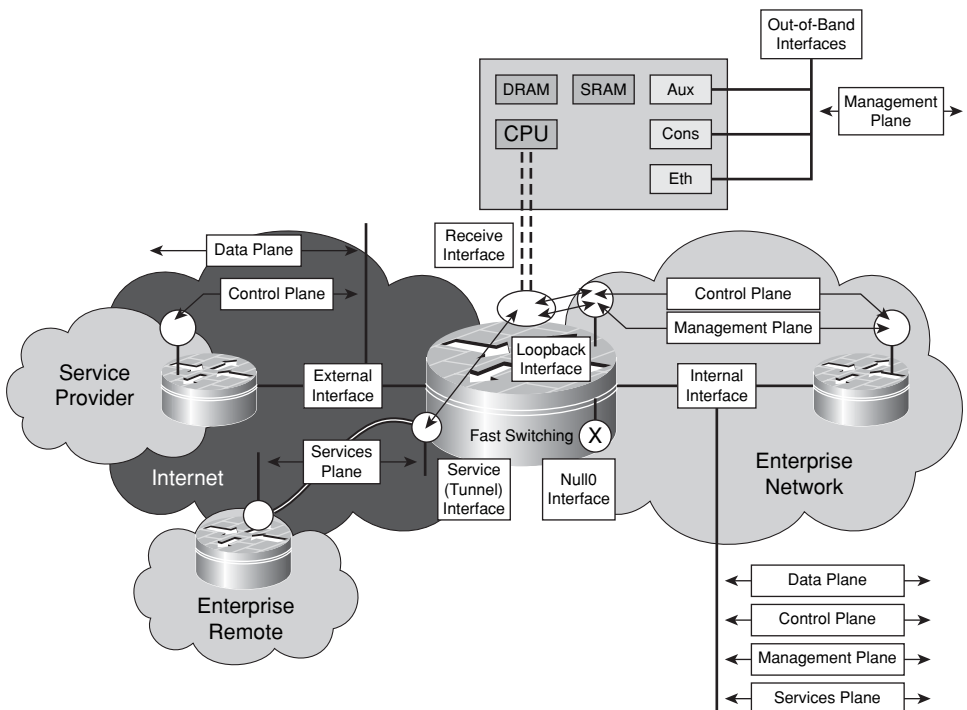 Out-of-Band
Interfaces
DRAM
SRAM
Aux
Management
Plane
CPU
Cons
Eth
Receive
Interface
Data Plane
Control Plane
Control Plane
Management Plane
Loopback
Interface
Service
Provider
External
Interface
Internal
Interface
Fast Switching
X
Services
Plane
Internet
Service
(Tunnel)
Interface
Null0
Interface
Enterprise
Network
Enterprise
Remote
Data Plane
Control Plane
Management Plane
Services Plane